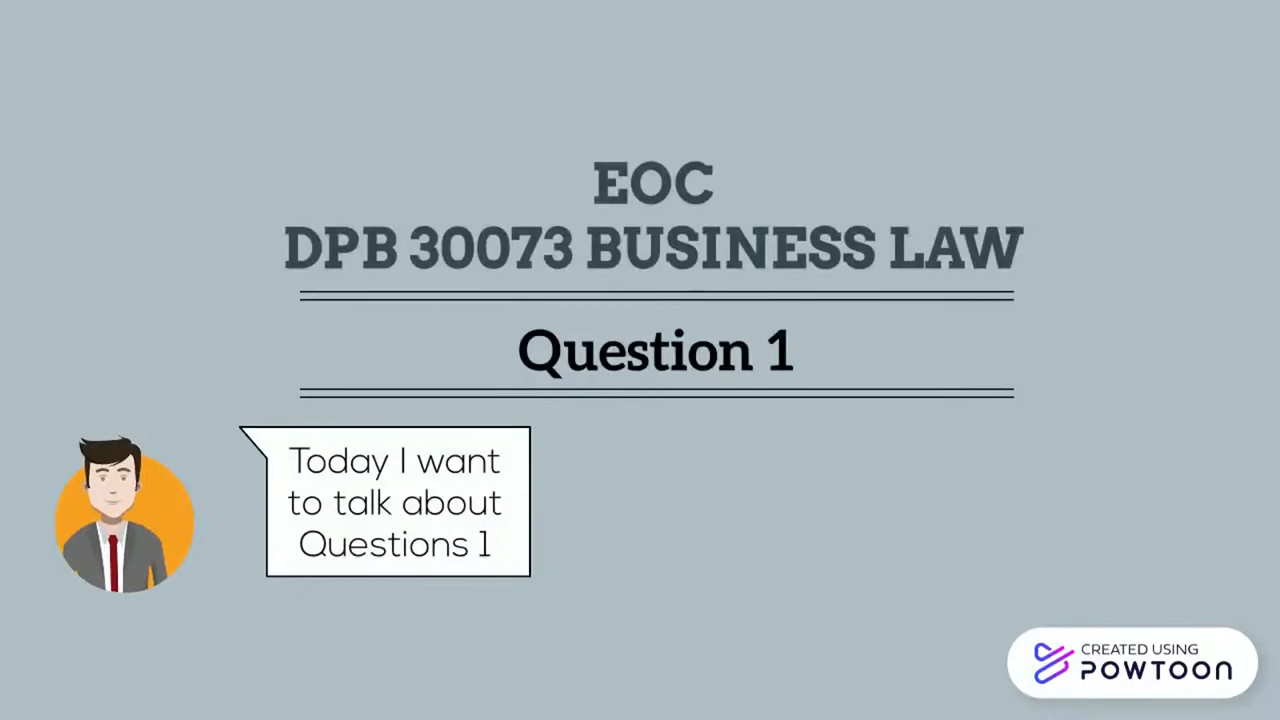 EOC
DPB 30073 BUSINESS LAW
Question 1
Today I want
to talk about
Questions 1
CREATED USING
POWTOON